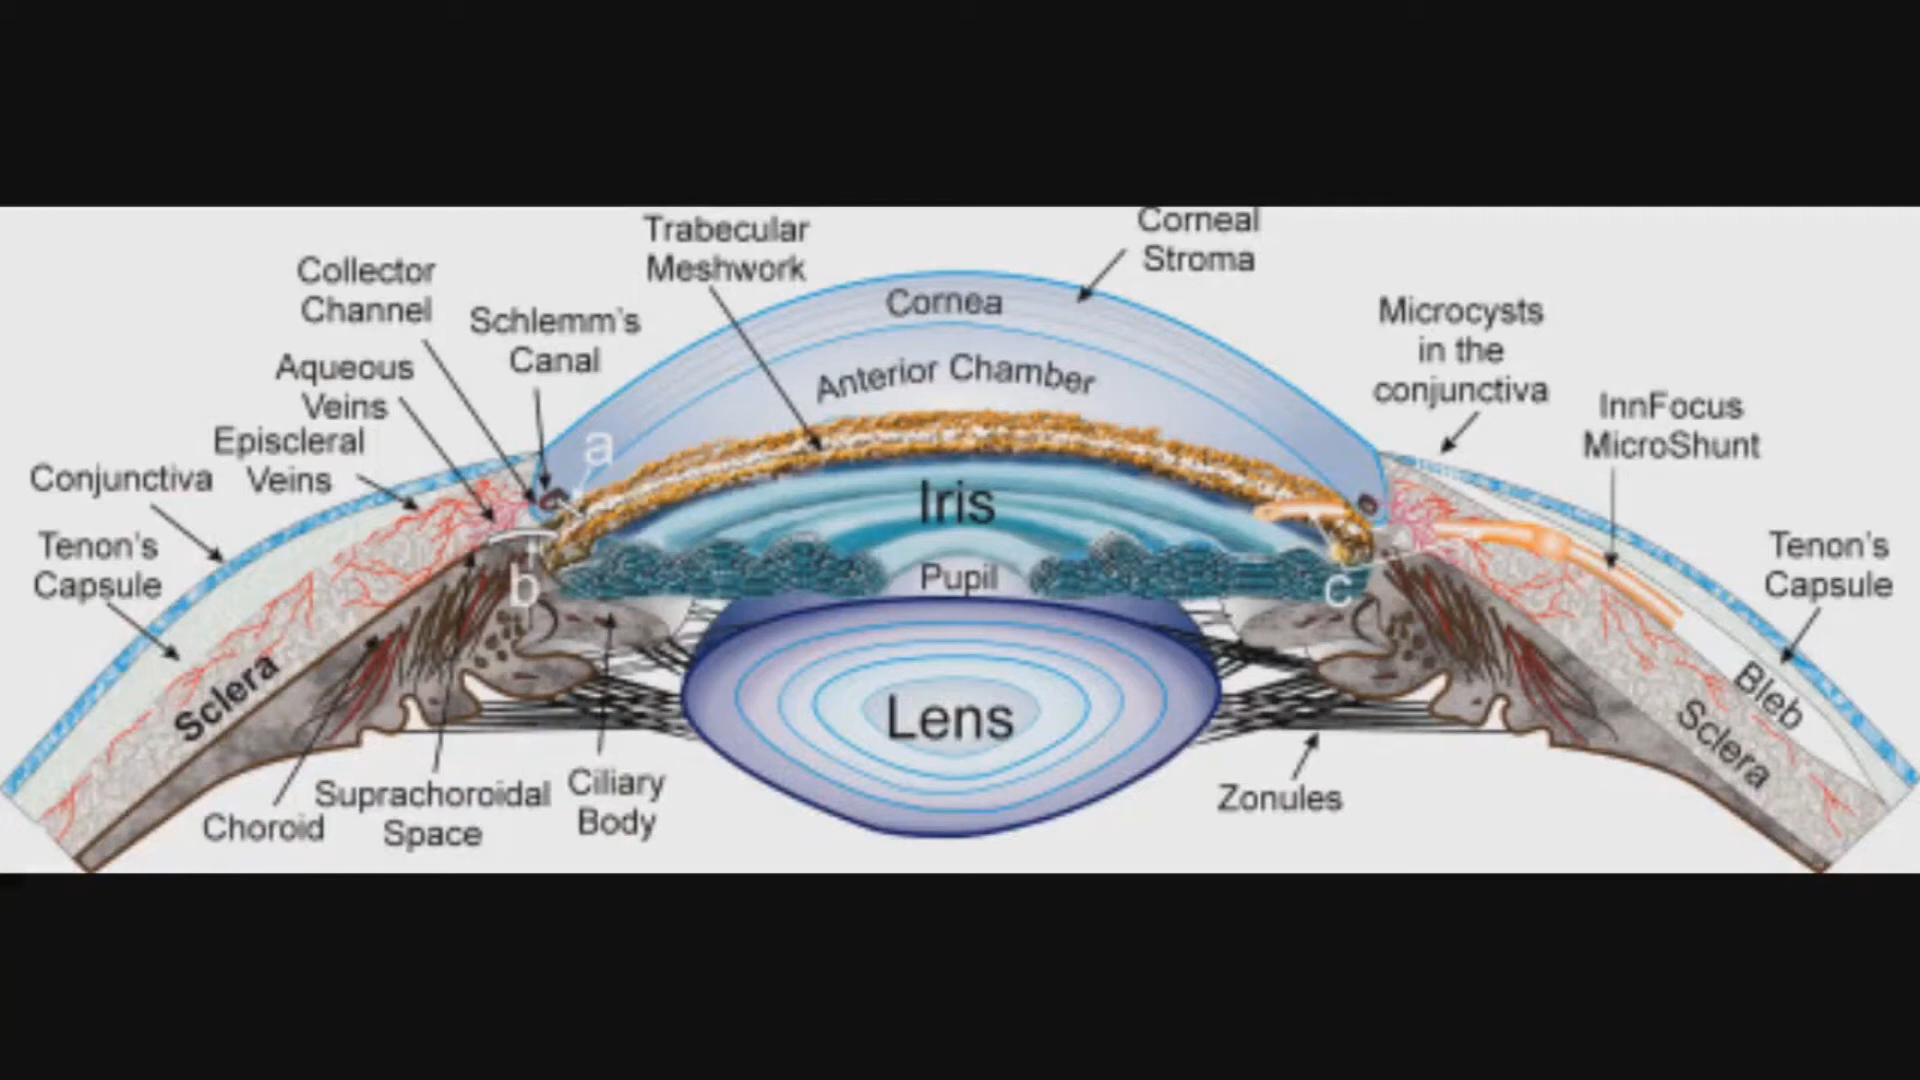 Trabecular
Meshwork
Corneal
Stroma
Collector
Channel
Schlemm's
Canal
Cornea
Microcysts
in the
conjunctiva
Aqueous
Veins
Anterior Chamber
InnFocus
MicroShunt
Episcleral
Veins
Conjunctiva
a
Iris
Tenon's
Capsule
Tenon's
Capsule
b
Pupil
c
Sclera
Lens
Bleb
Sclera
Choroid
Suprachoroidal
Space
Ciliary
Body
Zonules